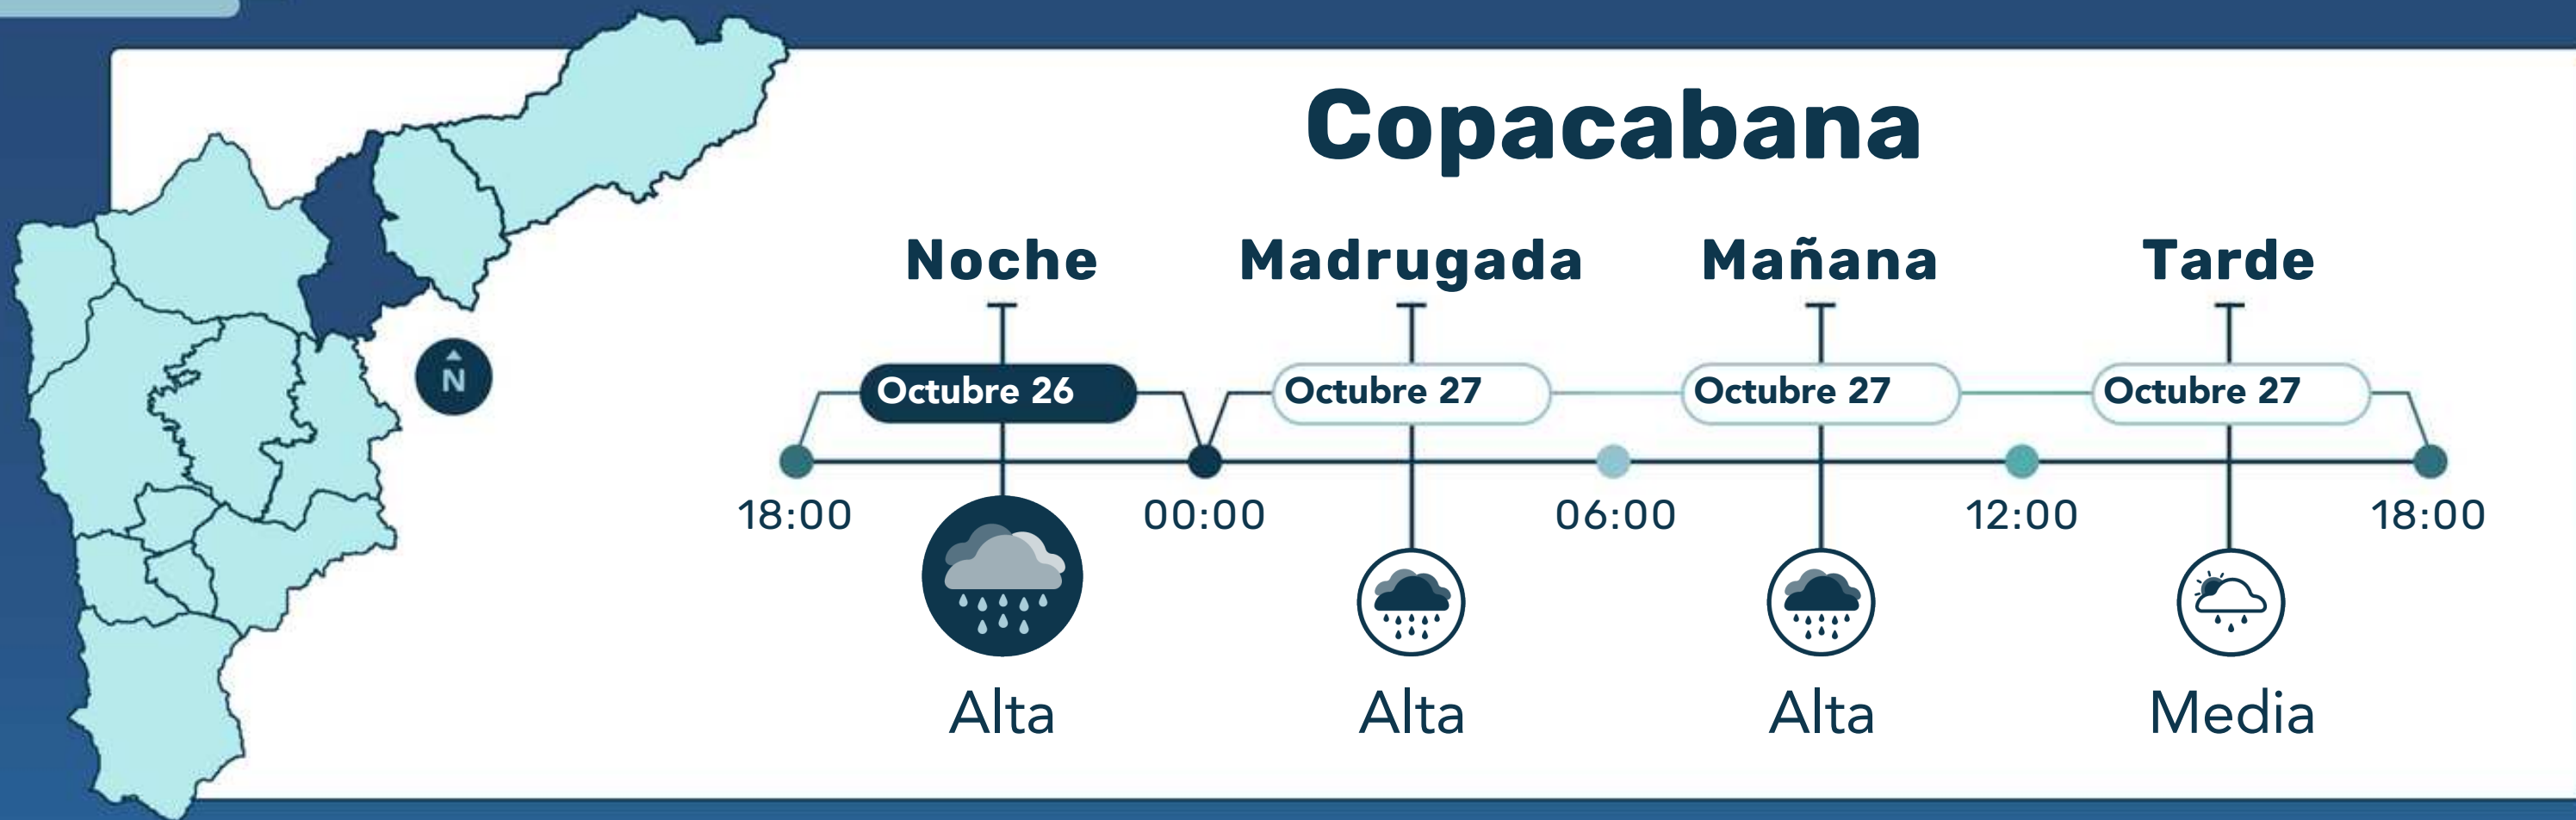 Copacabana
Noche Madrugada Mañana Tarde
Octubre 26 Octubre 27 Octubre 27 Octubre 27
N
18:00 00:00 06:00 12:00 18:00
Alta Alta Alta Media